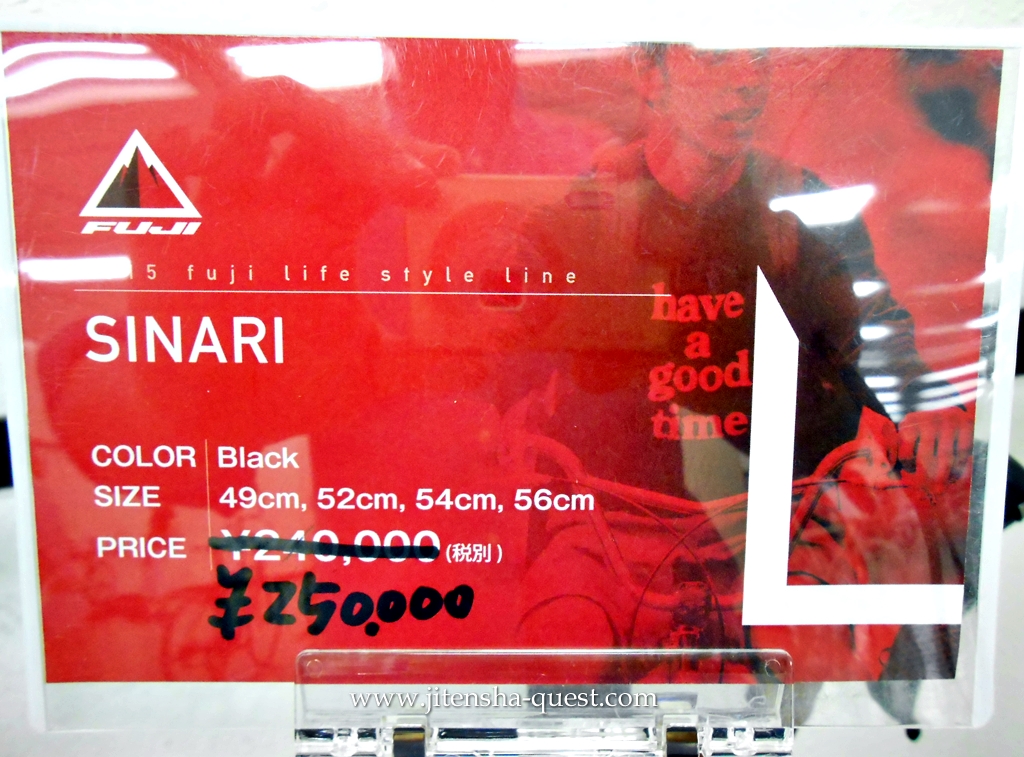 FUJI
15 fuji life style line
SINARI
have
a
good
time
COLOR Black
SIZE 49cm, 52cm, 54cm, 56cm
PRICE ¥240,000 (税別)
¥250.000
L
www.jitensha-quest.com